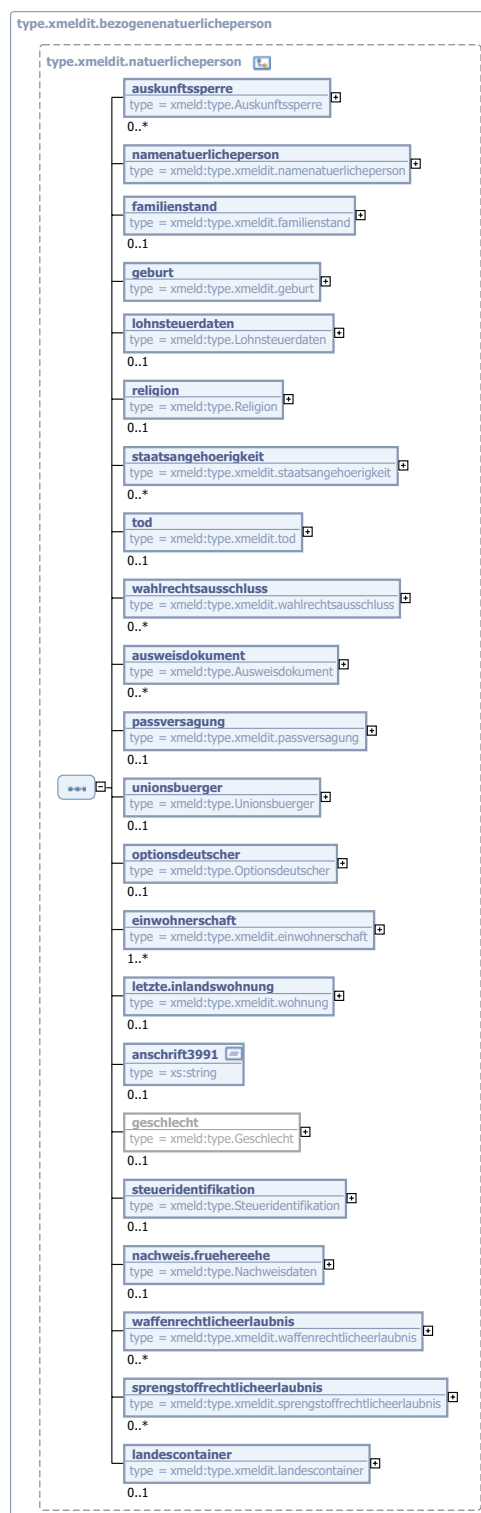 type.xmeldit.bezogenenatuerlicheperson
type.xmeldit.natuerlicheperson
auskunftssperre
type = xmeld:type.Auskunftssperre
0..*
namenatuerlicheperson
type = xmeld:type.xmeldit.namenatuerlicheperson
familienstand
type = xmeld:type.xmeldit.familienstand
0..1
geburt
type = xmeld:type.xmeldit.geburt
lohnsteuerdaten
type = xmeld:type.Lohnsteuerdaten
0..1
religion
type = xmeld:type.Religion
0..1
staatsangehoerigkeit
type = xmeld:type.xmeldit.staatsangehoerigkeit
0..*
tod
type = xmeld:type.xmeldit.tod
0..1
wahlrechtsausschluss
type = xmeld:type.xmeldit.wahlrechtsausschluss
0..*
ausweisdokument
type = xmeld:type.Ausweisdokument
0..*
passversagung
type = xmeld:type.xmeldit.passversagung
0..1
unionsbuerger
type = xmeld:type.Unionsbuerger
0..1
optionsdeutscher
type = xmeld:type.Optionsdeutscher
0..1
einwohnerschaft
type = xmeld:type.xmeldit.einwohnerschaft
1..*
letzte.inlandswohnung
type = xmeld:type.xmeldit.wohnung
0..1
anschrift3991
type = xs:string
0..1
geschlecht
type = xmeld:type.Geschlecht
0..1
steueridentifikation
type = xmeld:type.Steueridentifikation
0..1
nachweis.fruehereehe
type = xmeld:type.Nachweisdaten
0..1
waffenrechtlicheerlaubnis
type = xmeld:type.xmeldit.waffenrechtlicheerlaubnis
0..*
sprengstoffrechtlicheerlaubnis
type = xmeld:type.xmeldit.sprengstoffrechtlicheerlaubnis
0..*
landescontainer
type = xmeld:type.xmeldit.landescontainer
0..1